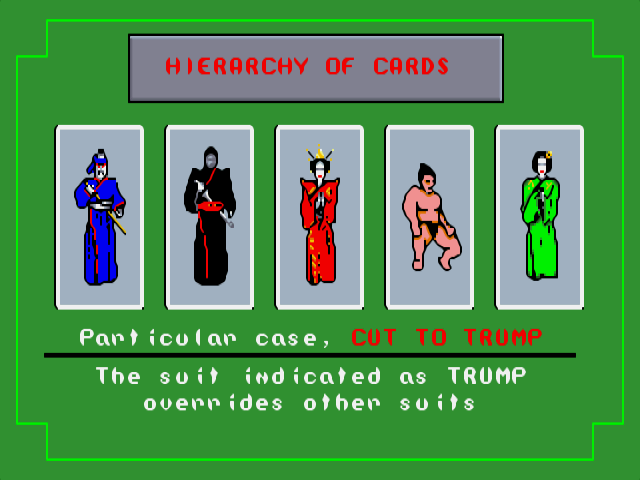 HIERARCHY OF CARDS
Particular case, CUT TO TRUMP
The suit indicated as TRUMP
overrides other suits